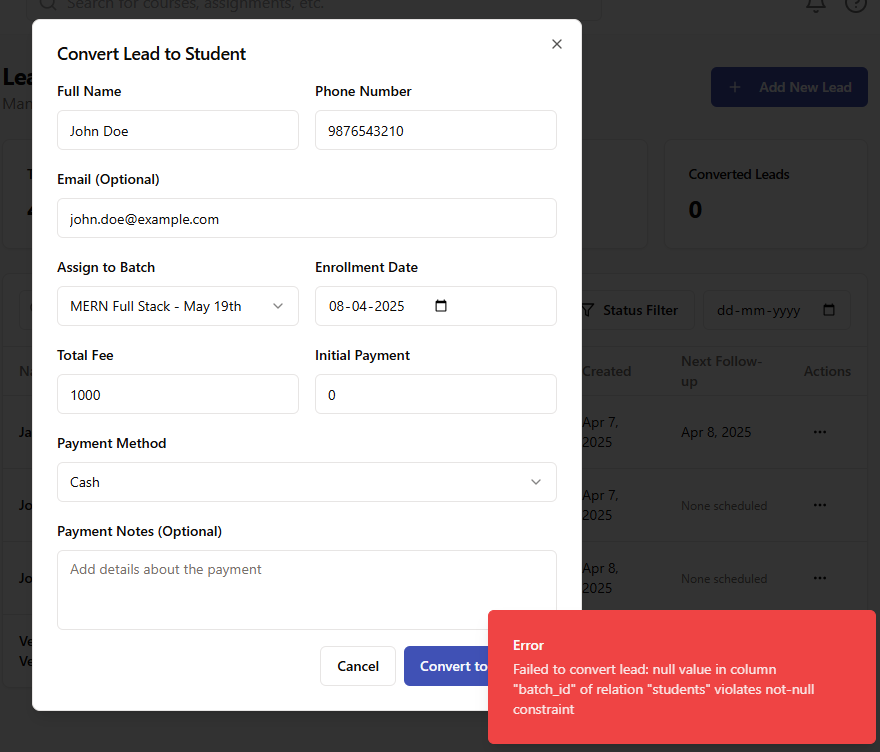 Search for courses, assignments, etc.
Convert Lead to Student
Full Name
Phone Number
John Doe
9876543210
Email (Optional)
john.doe@example.com
Assign to Batch
Enrollment Date
MERN Full Stack - May 19th
08-04-2025
Total Fee
Initial Payment
1000
0
Payment Method
Cash
Payment Notes (Optional)
Add details about the payment
Cancel
Convert to
Lea
Man
+ Add New Lead
Converted Leads
0
Status Filter
dd-mm-yyyy
Created
Next Follow-
up
Actions
Ja
Apr 7,
2025
Apr 8, 2025
Jo
Apr 7,
2025
None scheduled
Jo
Apr 8,
2025
None scheduled
Ve
Ve
Error
Failed to convert lead: null value in column
"batch_id" of relation "students" violates not-null
constraint